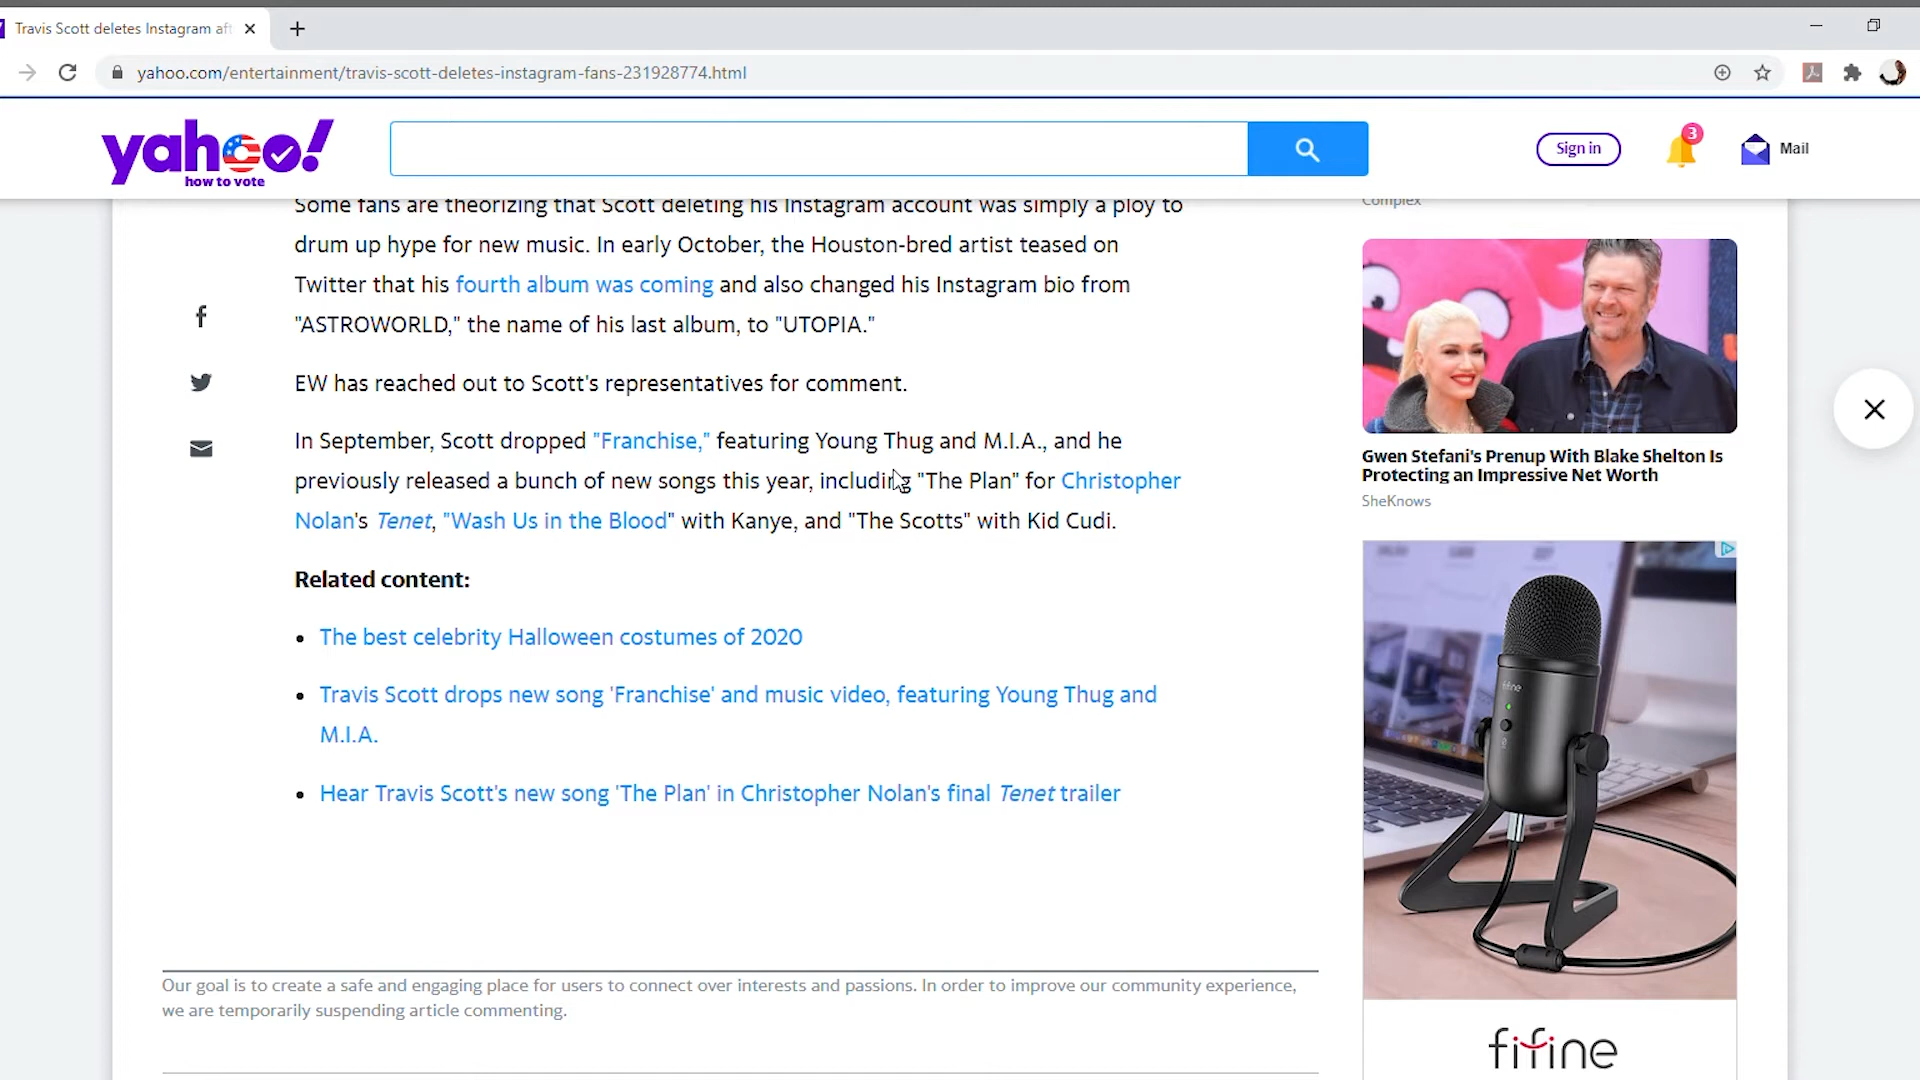 Travis Scott deletes Instagram aft
yahoo.com/entertainment/travis-scott-deletes-instagram-fans-231928774.html
yahoo!
how to vote
Sign in
3
Mail
Some fans are theorizing that Scott deleting his Instagram account was simply a ploy to
drum up hype for new music. In early October, the Houston-bred artist teased on
Twitter that his fourth album was coming and also changed his Instagram bio from
"ASTROWORLD," the name of his last album, to "UTOPIA."
EW has reached out to Scott's representatives for comment.
In September, Scott dropped "Franchise," featuring Young Thug and M.I.A., and he
previously released a bunch of new songs this year, including "The Plan" for Christopher
Nolan's Tenet, "Wash Us in the Blood" with Kanye, and "The Scotts" with Kid Cudi.
Related content:
The best celebrity Halloween costumes of 2020
Travis Scott drops new song 'Franchise' and music video, featuring Young Thug and
M.I.A.
Hear Travis Scott's new song 'The Plan' in Christopher Nolan's final Tenet trailer
Our goal is to create a safe and engaging place for users to connect over interests and passions. In order to improve our community experience,
we are temporarily suspending article commenting.
Complex
Gwen Stefani's Prenup With Blake Shelton Is
Protecting an Impressive Net Worth
SheKnows
fifine
fifine